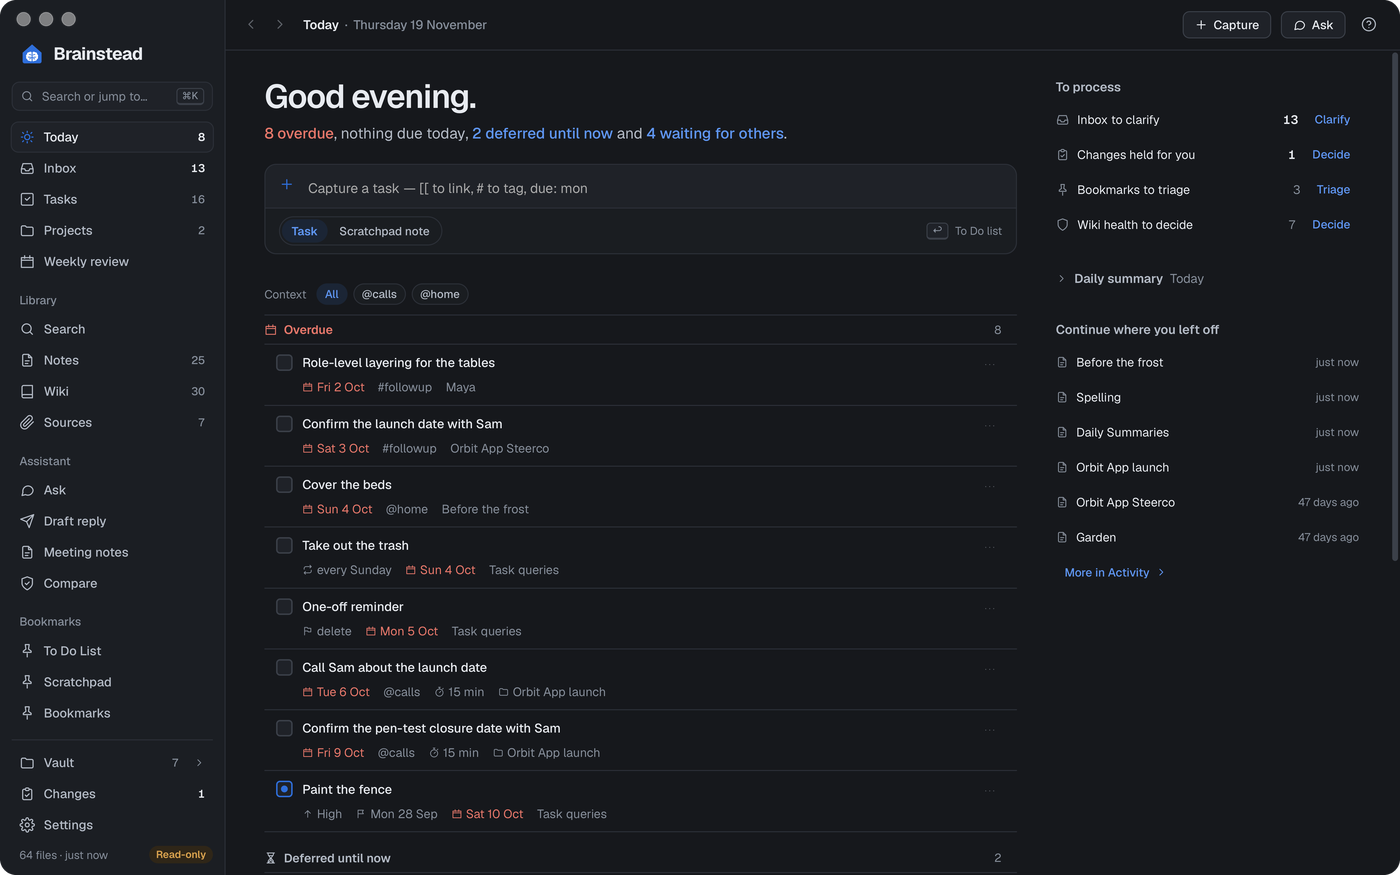 Brainstead
Search or jump to... ⌘K
Today 8
Inbox 13
Tasks 16
Projects 2
Weekly review
Library
Search
Notes 25
Wiki 30
Sources 7
Assistant
Ask
Draft reply
Meeting notes
Compare
Bookmarks
To Do List
Scratchpad
Bookmarks
Vault 7
Changes 1
Settings
64 files · just now Read-only
Today · Thursday 19 November
Capture
Ask
Good evening.
8 overdue, nothing due today, 2 deferred until now and 4 waiting for others.
Capture a task — [[ to link, # to tag, due: mon
Task Scratchpad note To Do list
Context All @calls @home
Overdue 8
Role-level layering for the tables
Fri 2 Oct #followup Maya
Confirm the launch date with Sam
Sat 3 Oct #followup Orbit App Steerco
Cover the beds
Sun 4 Oct @home Before the frost
Take out the trash
every Sunday Sun 4 Oct Task queries
One-off reminder
delete Mon 5 Oct Task queries
Call Sam about the launch date
Tue 6 Oct @calls 15 min Orbit App launch
Confirm the pen-test closure date with Sam
Fri 9 Oct @calls 15 min Orbit App launch
Paint the fence
High Mon 28 Sep Sat 10 Oct Task queries
Deferred until now 2
To process
Inbox to clarify 13 Clarify
Changes held for you 1 Decide
Bookmarks to triage 3 Triage
Wiki health to decide 7 Decide
Daily summary Today
Continue where you left off
Before the frost just now
Spelling just now
Daily Summaries just now
Orbit App launch just now
Orbit App Steerco 47 days ago
Garden 47 days ago
More in Activity